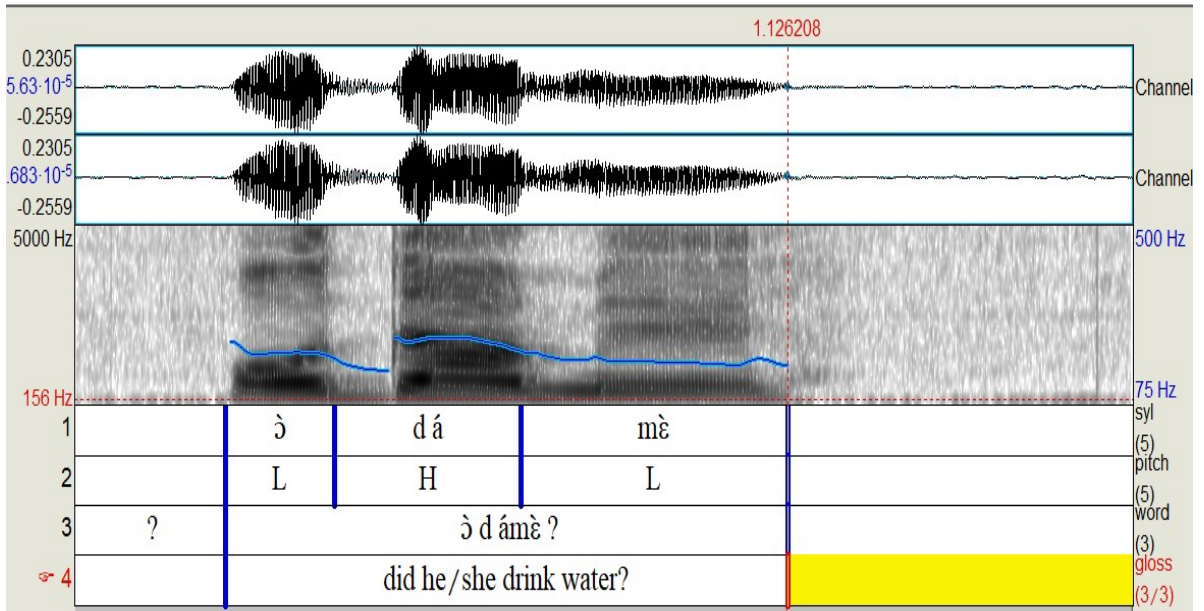 1.126208
0.2305
5.63·10⁻⁵
-0.2559
Channel
0.2305
.683·10⁻⁵
-0.2559
Channel
5000 Hz
500 Hz
156 Hz
75 Hz
1 ɔ̀ d á mɛ̀ syl (5)
2 L H L pitch (5)
3 ? ɔ̀ d ámɛ̀ ? word (3)
☞ 4 did he/she drink water? gloss (3/3)